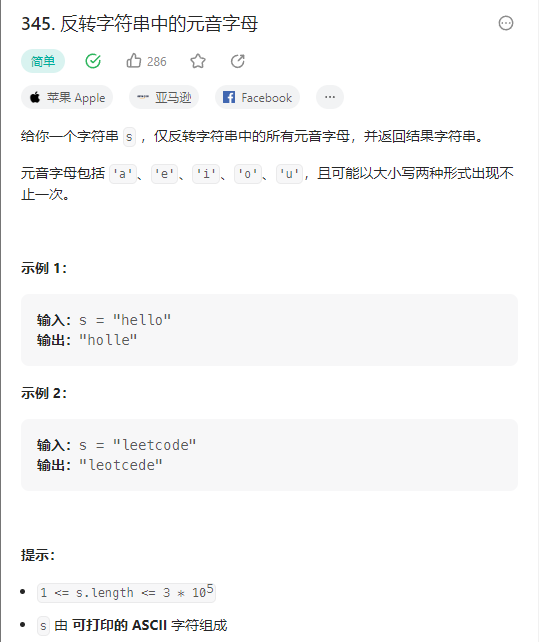 345. 反转字符串中的元音字母
简单 286
苹果 Apple 亚马逊 Facebook ...
给你一个字符串 s ，仅反转字符串中的所有元音字母，并返回结果字符串。
元音字母包括 'a'、'e'、'i'、'o'、'u'，且可能以大小写两种形式出现不
止一次。
示例 1：
输入：s = "hello"
输出："holle"
示例 2：
输入：s = "leetcode"
输出："leotcede"
提示：
1 <= s.length <= 3 * 10⁵
s 由 可打印的 ASCII 字符组成